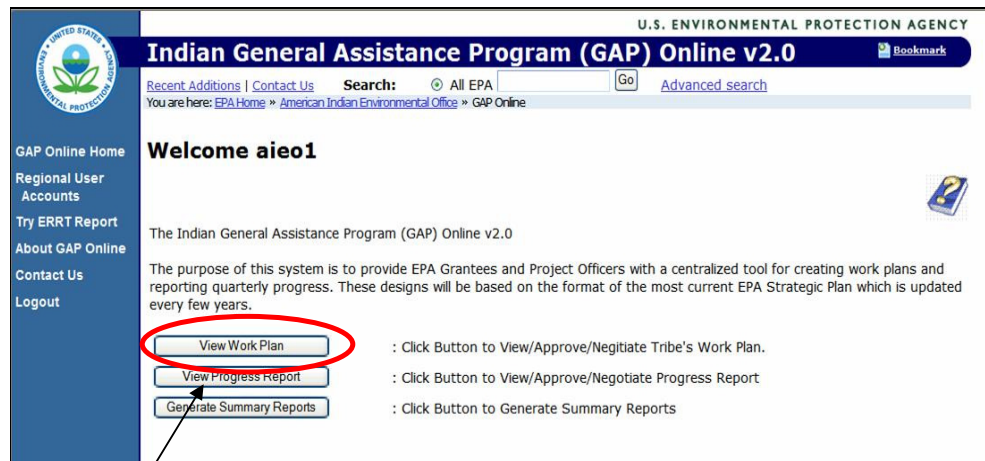 U.S. ENVIRONMENTAL PROTECTION AGENCY
UNITED STATES
ENVIRONMENTAL PROTECTION AGENCY
Indian General Assistance Program (GAP) Online v2.0
Bookmark
Recent Additions | Contact Us Search: All EPA Go Advanced search
You are here: EPA Home » American Indian Environmental Office » GAP Online
GAP Online Home
Regional User
Accounts
Try ERRT Report
About GAP Online
Contact Us
Logout
Welcome aieo1
The Indian General Assistance Program (GAP) Online v2.0
The purpose of this system is to provide EPA Grantees and Project Officers with a centralized tool for creating work plans and
reporting quarterly progress. These designs will be based on the format of the most current EPA Strategic Plan which is updated
every few years.
View Work Plan : Click Button to View/Approve/Negitiate Tribe's Work Plan.
View Progress Report : Click Button to View/Approve/Negotiate Progress Report
Generate Summary Reports : Click Button to Generate Summary Reports